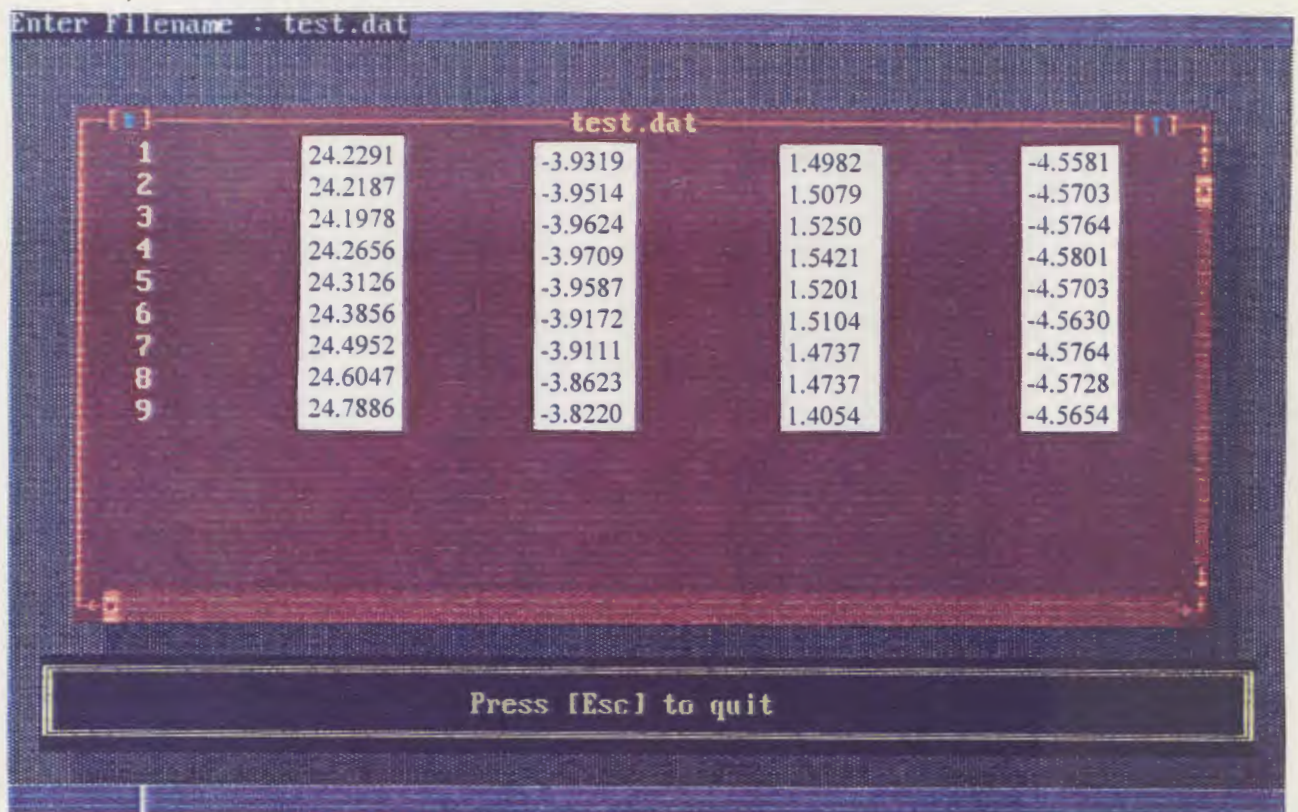 Enter Filename : test.dat
test.dat
1 24.2291 -3.9319 1.4982 -4.5581
2 24.2187 -3.9514 1.5079 -4.5703
3 24.1978 -3.9624 1.5250 -4.5764
4 24.2656 -3.9709 1.5421 -4.5801
5 24.3126 -3.9587 1.5201 -4.5703
6 24.3856 -3.9172 1.5104 -4.5630
7 24.4952 -3.9111 1.4737 -4.5764
8 24.6047 -3.8623 1.4737 -4.5728
9 24.7886 -3.8220 1.4054 -4.5654
Press [Esc] to quit